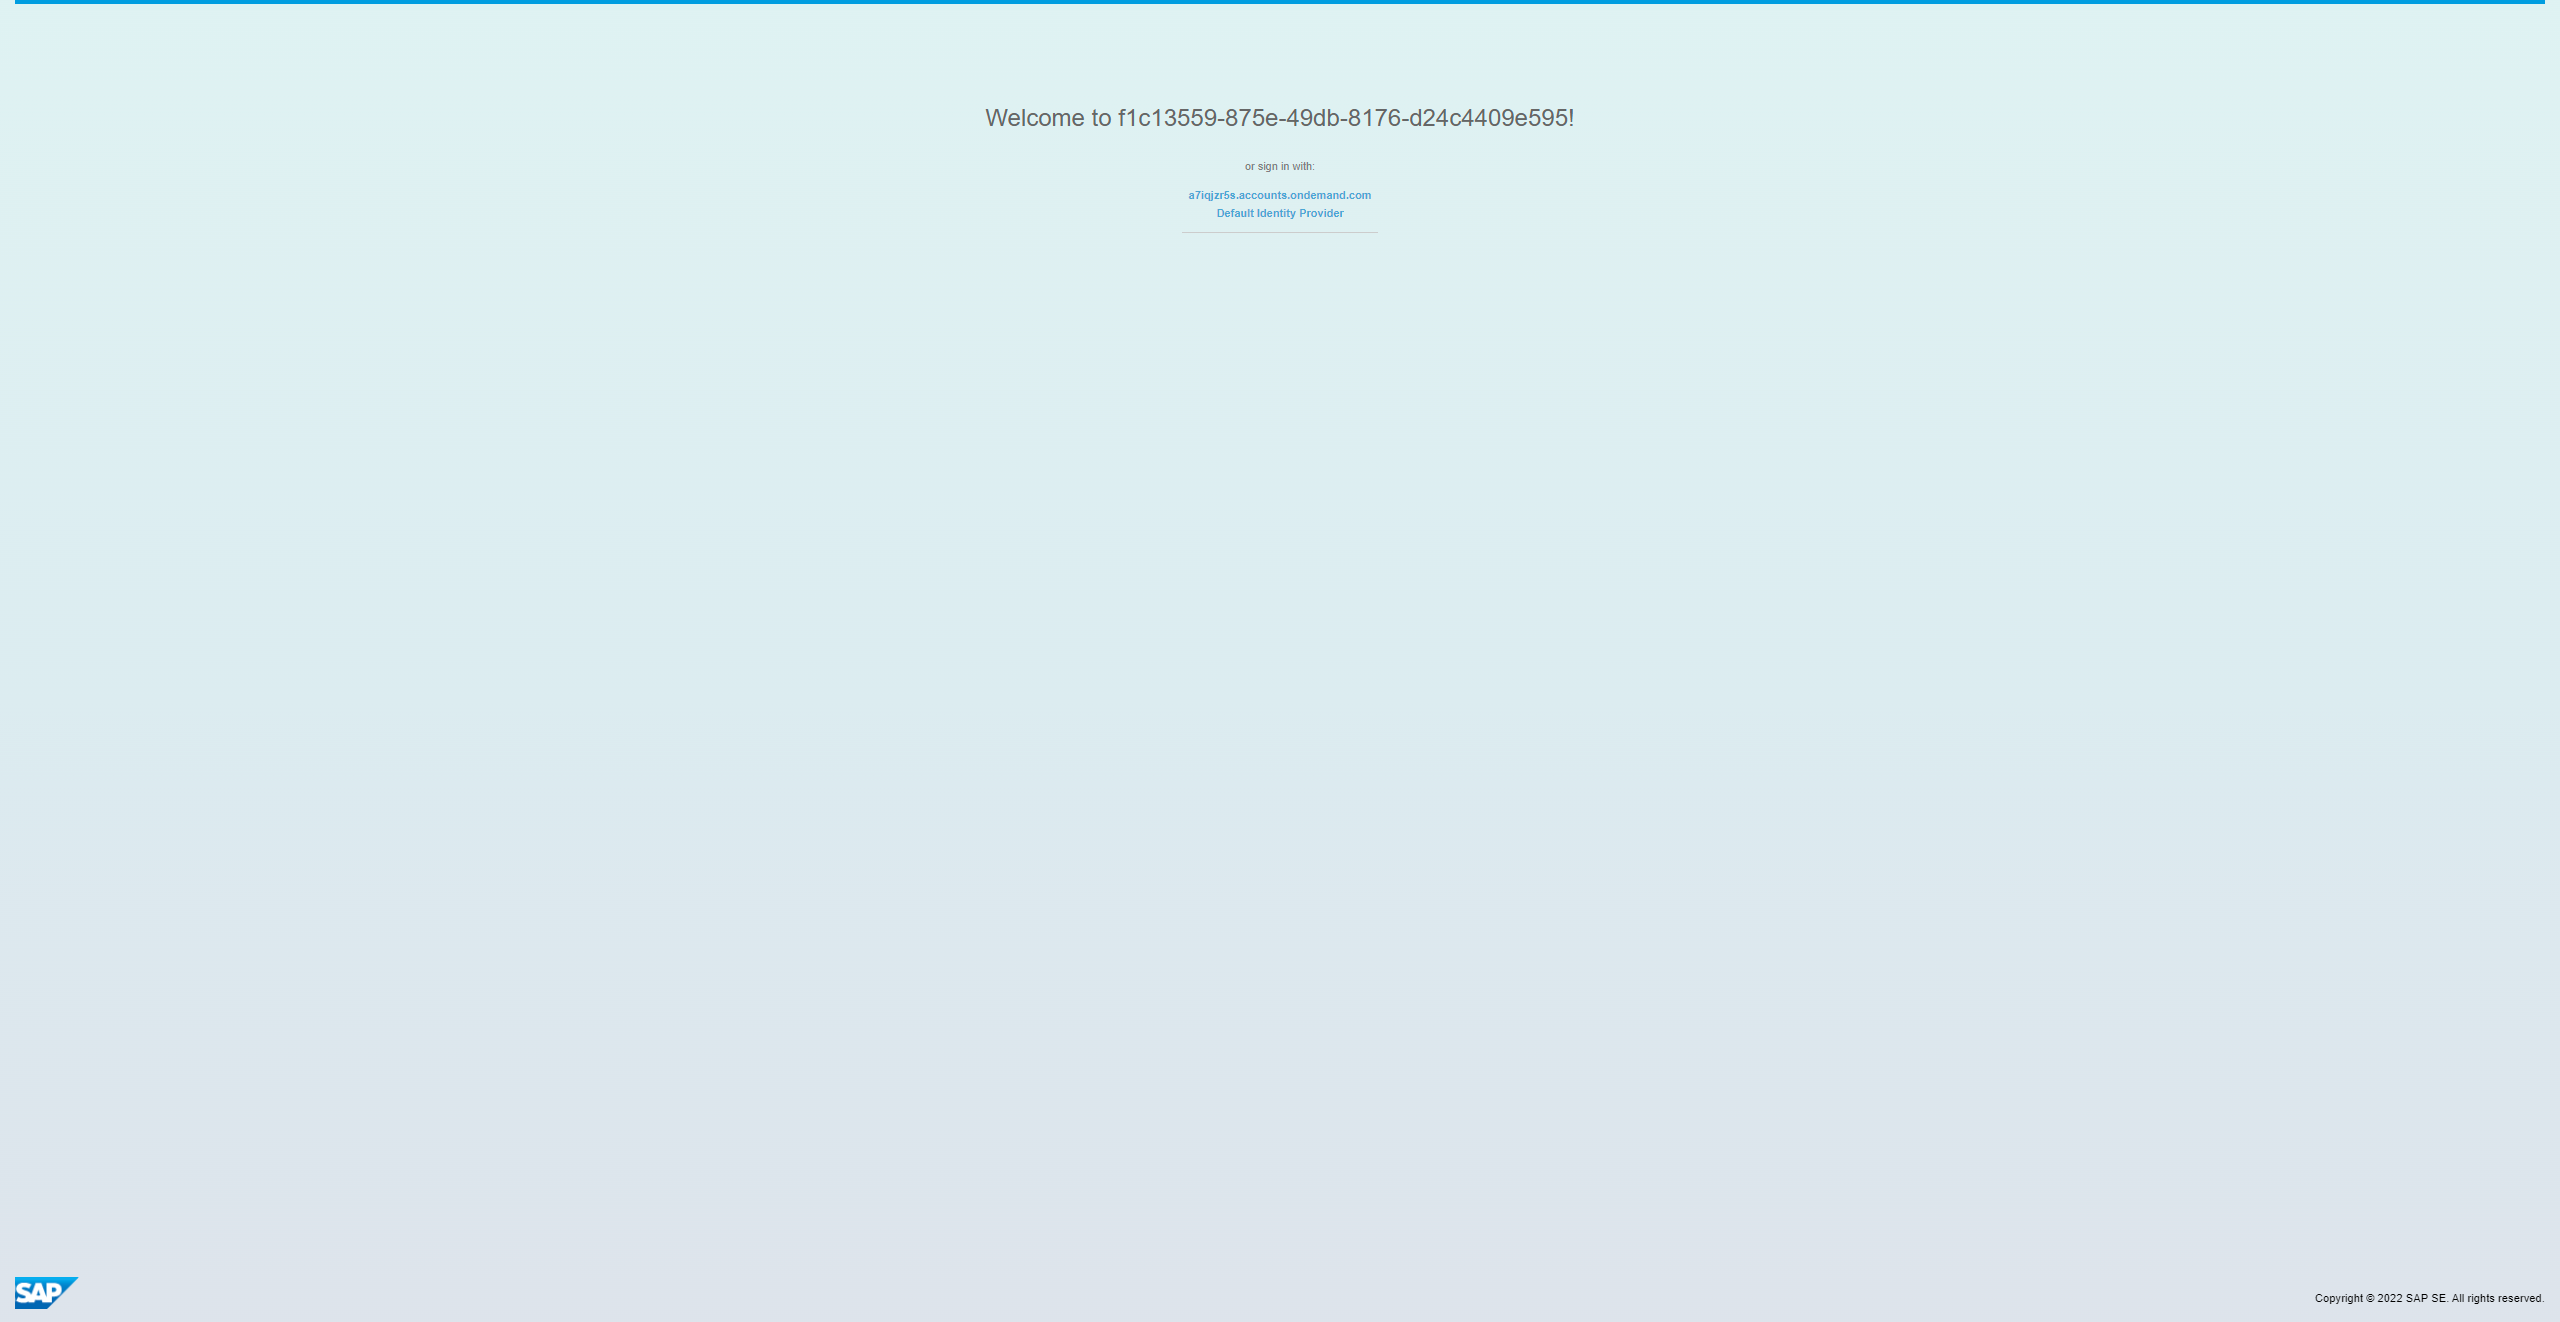 Welcome to f1c13559-875e-49db-8176-d24c4409e595!
or sign in with:
a7iqjzr5s.accounts.ondemand.com
Default Identity Provider
SAP
Copyright © 2022 SAP SE. All rights reserved.